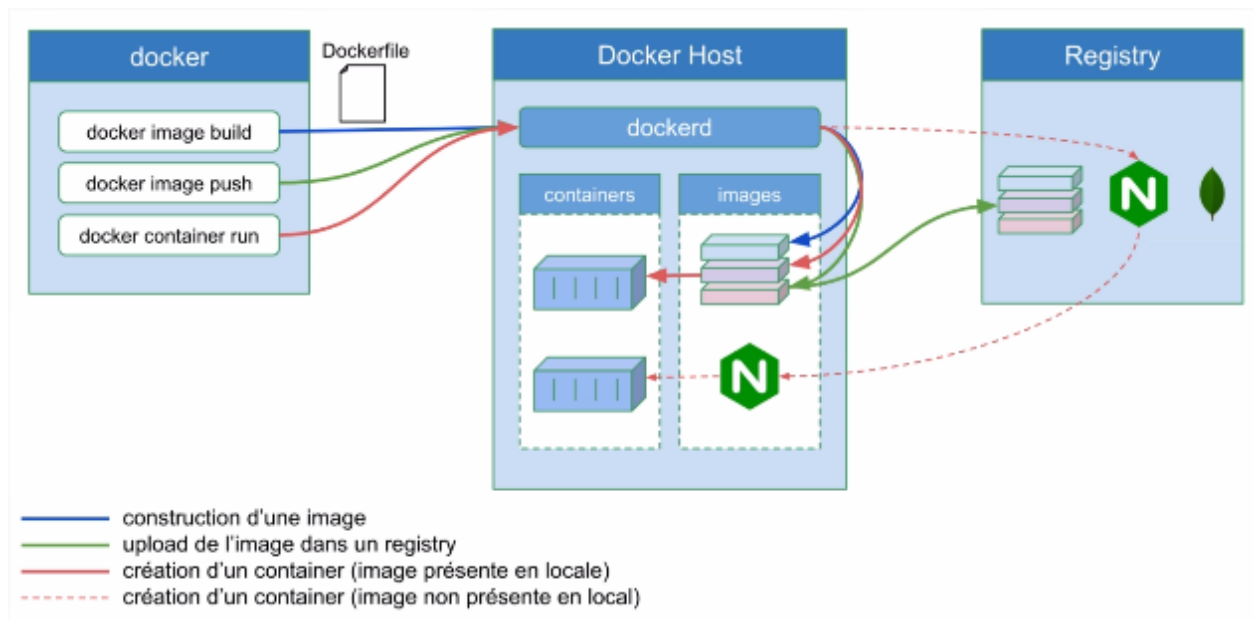 docker
Dockerfile
Docker Host
Registry
docker image build
docker image push
docker container run
dockerd
containers
images
N
N
construction d'une image
upload de l'image dans un registry
création d'un container (image présente en locale)
création d'un container (image non présente en local)